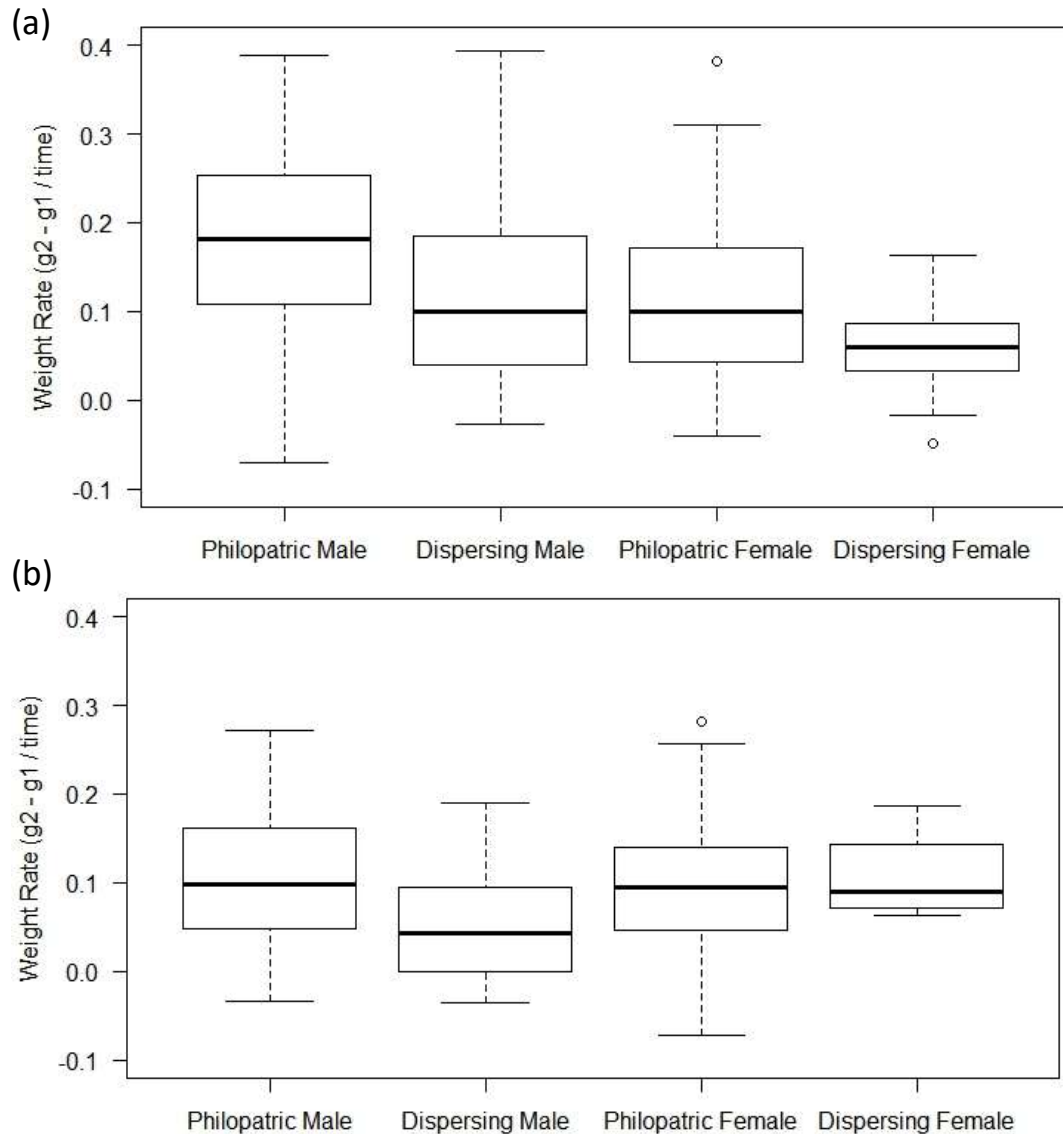 (a)
Weight Rate (g2 - g1 / time)
0.4
0.3
0.2
0.1
0.0
-0.1
Philopatric Male Dispersing Male Philopatric Female Dispersing Female
(b)
Weight Rate (g2 - g1 / time)
0.4
0.3
0.2
0.1
0.0
-0.1
Philopatric Male Dispersing Male Philopatric Female Dispersing Female